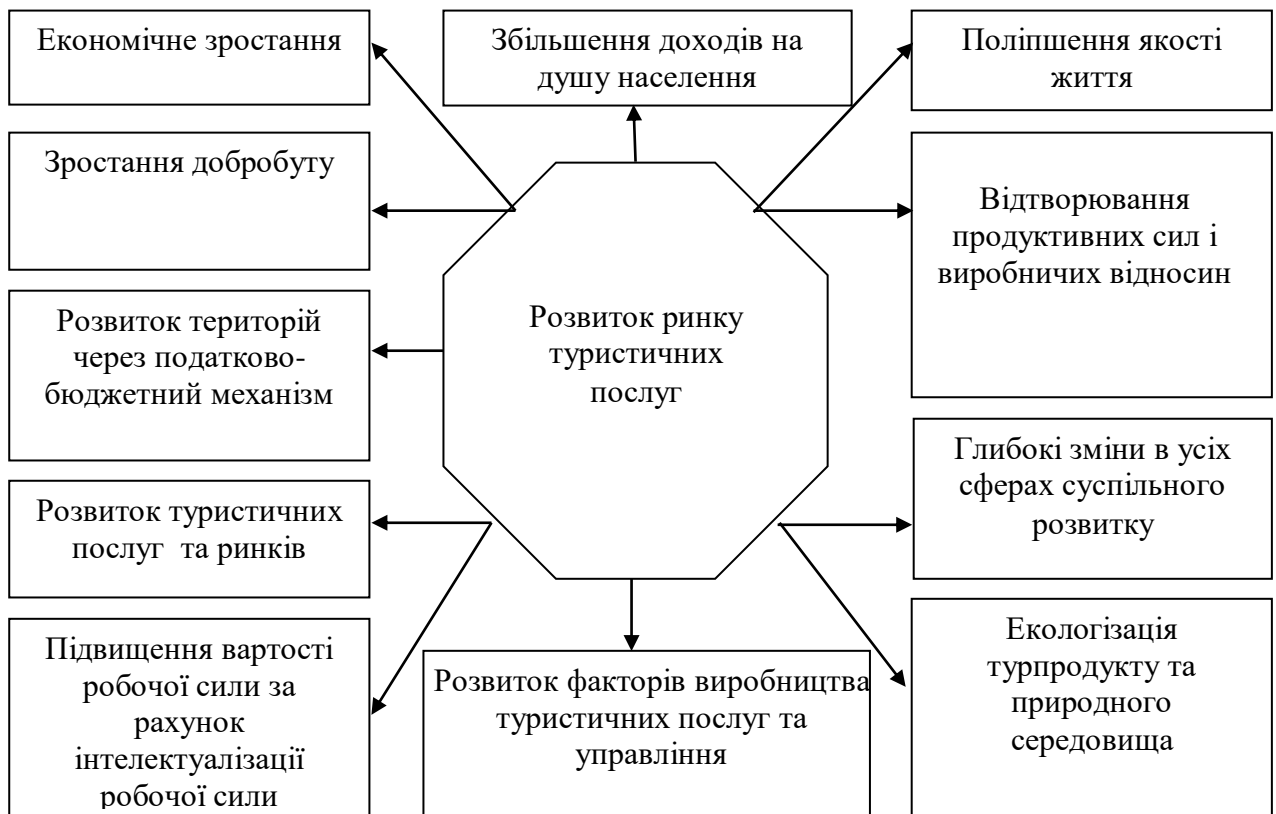 Економічне зростання
Збільшення доходів на
душу населення
Поліпшення якості
життя
Зростання добробуту
Відтворювання
продуктивних сил і
виробничих відносин
Розвиток територій
через податково-
бюджетний механізм
Розвиток ринку
туристичних
послуг
Розвиток туристичних
послуг та ринків
Глибокі зміни в усіх
сферах суспільного
розвитку
Підвищення вартості
робочої сили за
рахунок
інтелектуалізації
робочої сили
Розвиток факторів виробництва
туристичних послуг та
управління
Екологізація
турпродукту та
природного
середовища